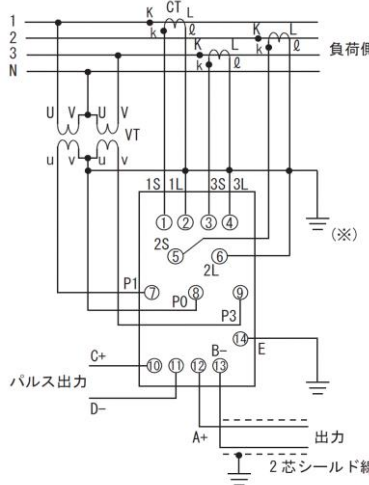 CT
1 K L
2 k ℓ K L
3 K L k ℓ 負荷側
N k ℓ
U V U V
VT
u v u v
1S 1L 3S 3L
① ② ③ ④
(※)
2S ⑤ ⑥
2L
P1 ⑦ ⑧ ⑨
P0 P3
⑭ E
C+ B-
⑩ ⑪ ⑫ ⑬
パルス出力
D-
A+ 出力
2芯シールド線